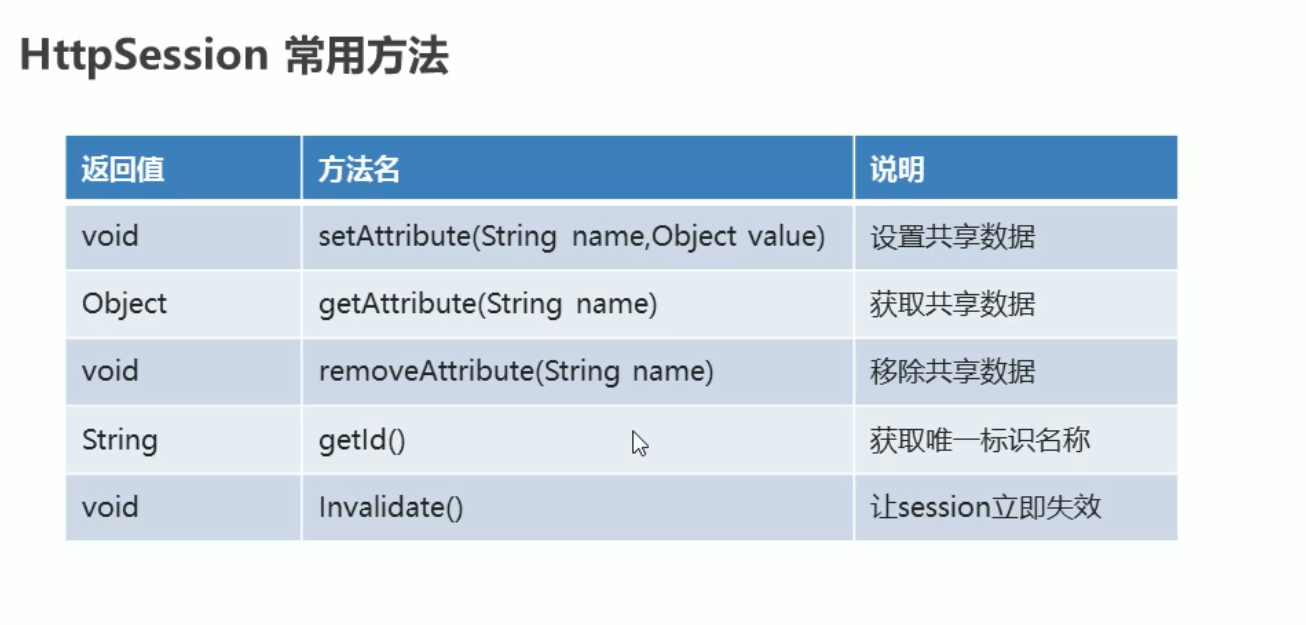 HttpSession 常用方法
返回值 方法名 说明
void setAttribute(String name,Object value) 设置共享数据
Object getAttribute(String name) 获取共享数据
void removeAttribute(String name) 移除共享数据
String getId() 获取唯一标识名称
void Invalidate() 让session立即失效